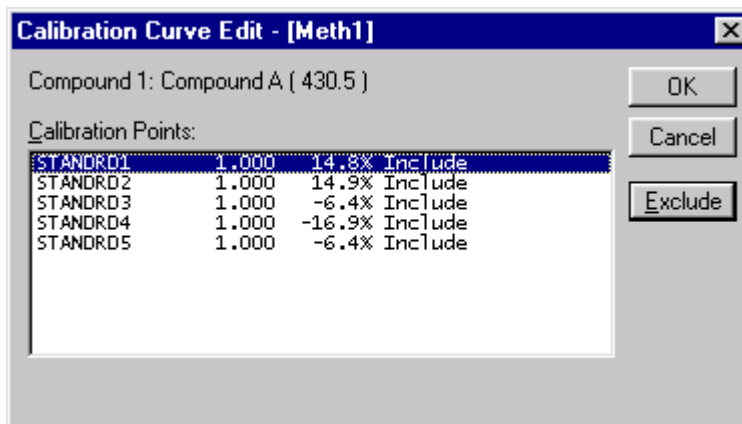 Calibration Curve Edit - [Meth1]
Compound 1: Compound A ( 430.5 )
OK
Calibration Points:
Cancel
STANDRD1 1.000 14.8% Include
STANDRD2 1.000 14.9% Include
Exclude
STANDRD3 1.000 -6.4% Include
STANDRD4 1.000 -16.9% Include
STANDRD5 1.000 -6.4% Include